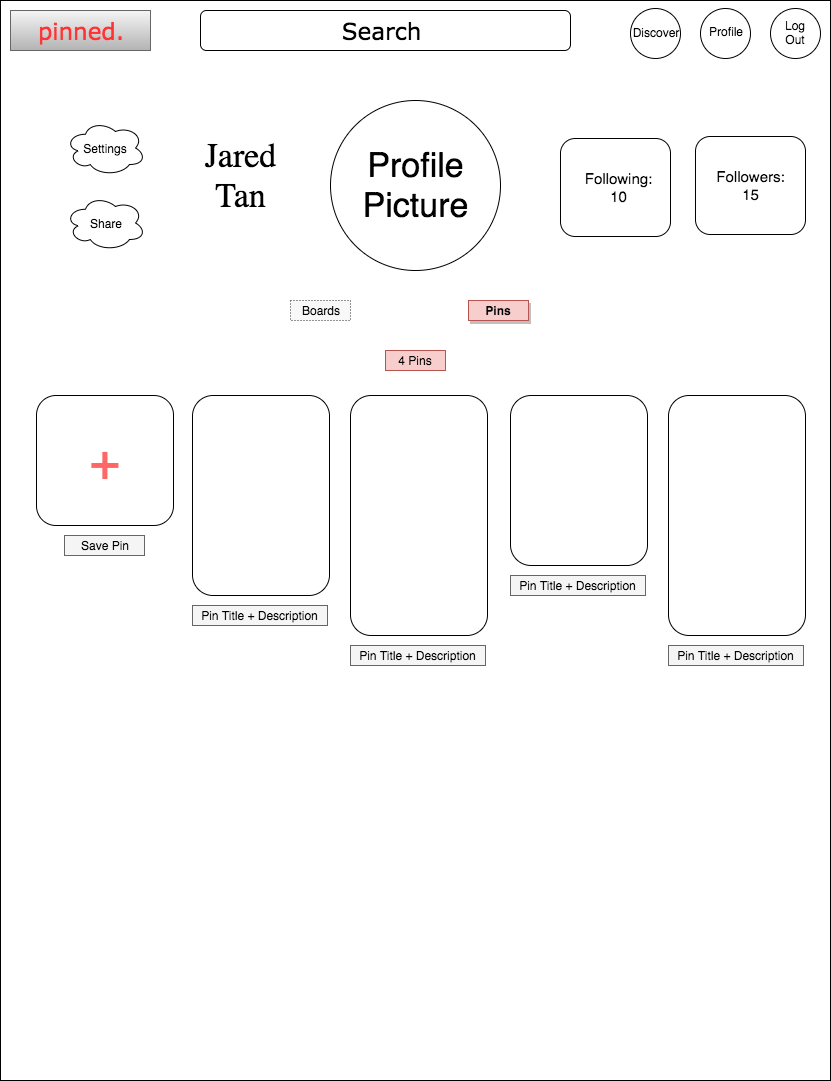 pinned.
Search
Discover
Profile
Log
Out
Settings
Share
Jared
Tan
Profile
Picture
Following:
10
Followers:
15
Boards
Pins
4 Pins
+
Save Pin
Pin Title + Description
Pin Title + Description
Pin Title + Description
Pin Title + Description